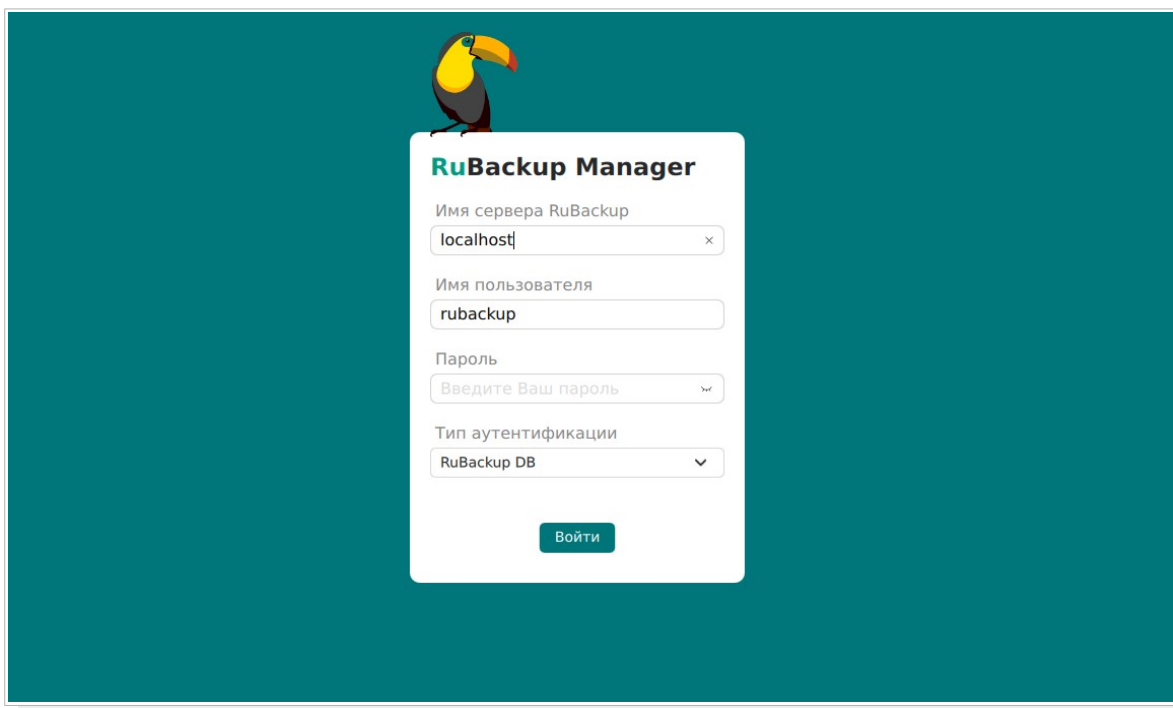 RuBackup Manager
Имя сервера RuBackup
localhost
Имя пользователя
rubackup
Пароль
Введите Ваш пароль
Тип аутентификации
RuBackup DB
Войти